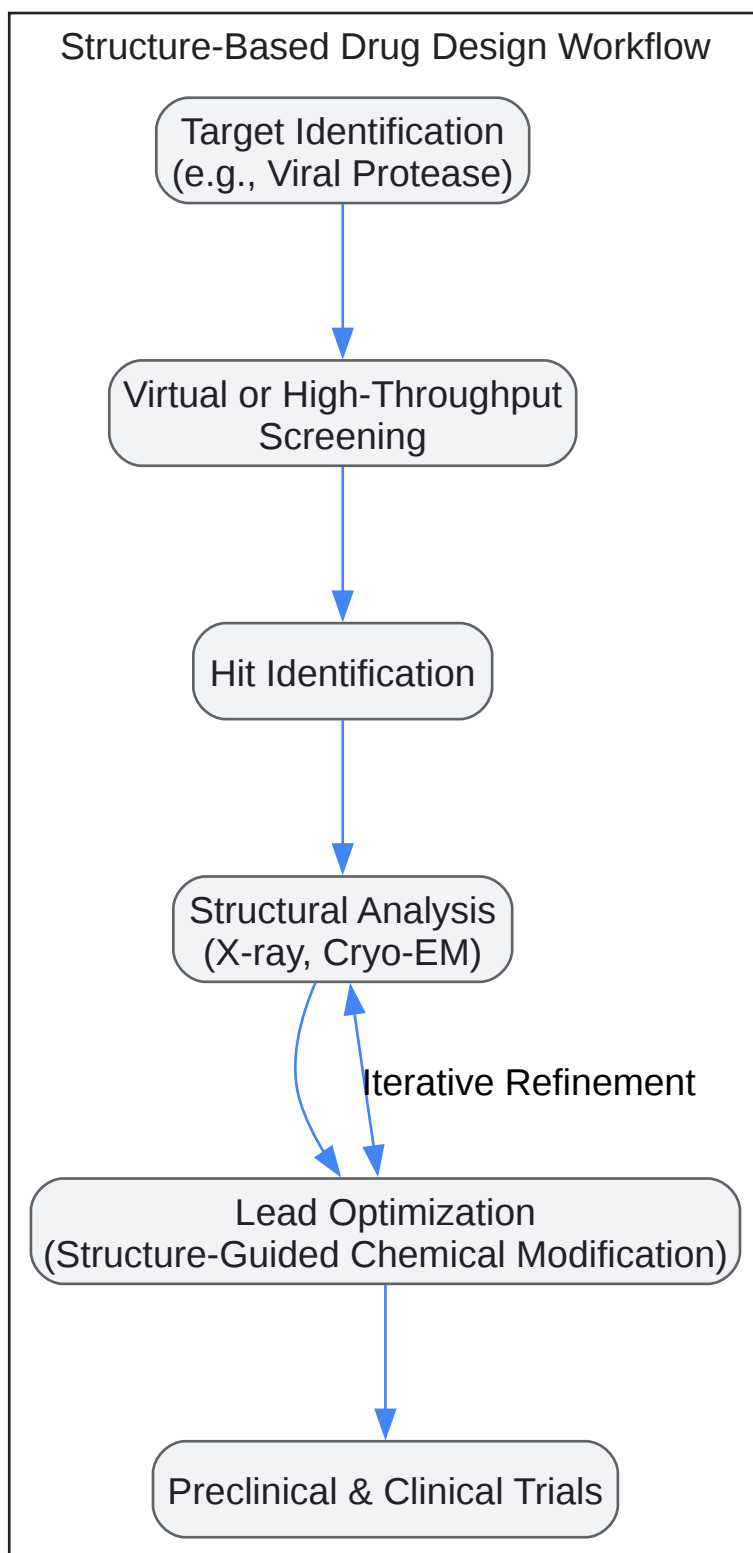 Structure-Based Drug Design Workflow
Target Identification
(e.g., Viral Protease)
Virtual or High-Throughput
Screening
Hit Identification
Structural Analysis
(X-ray, Cryo-EM)
Iterative Refinement
Lead Optimization
(Structure-Guided Chemical Modification)
Preclinical & Clinical Trials